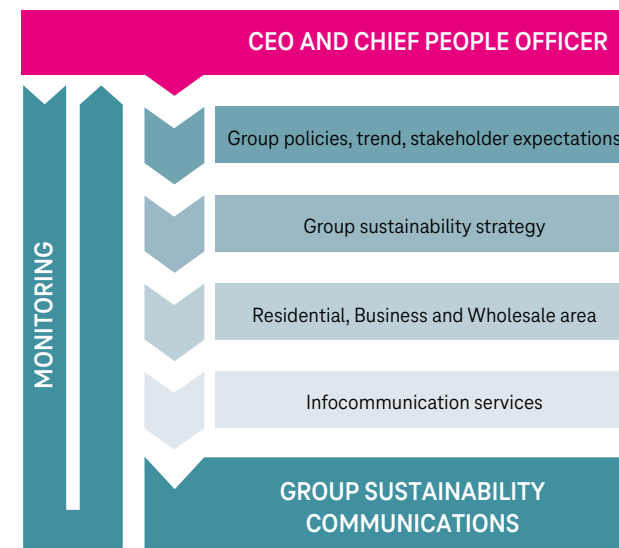 CEO AND CHIEF PEOPLE OFFICER
Group policies, trend, stakeholder expectations
Group sustainability strategy
MONITORING
Residential, Business and Wholesale area
Infocommunication services
GROUP SUSTAINABILITY
COMMUNICATIONS